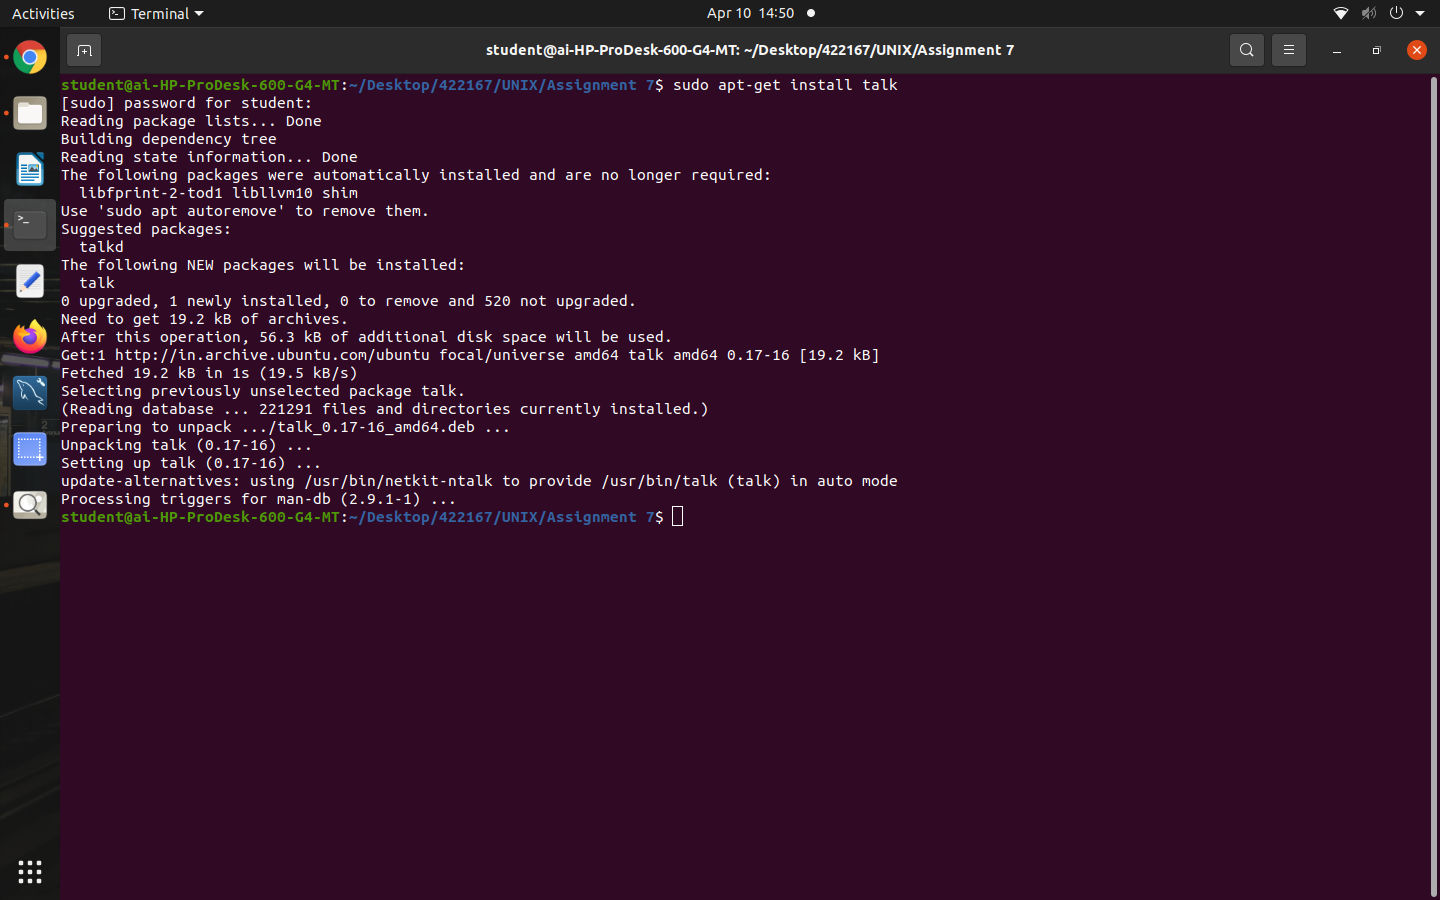 Activities
Terminal
Apr 10 14:50
student@ai-HP-ProDesk-600-G4-MT: ~/Desktop/422167/UNIX/Assignment 7
student@ai-HP-ProDesk-600-G4-MT:~/Desktop/422167/UNIX/Assignment 7$ sudo apt-get install talk
[sudo] password for student:
Reading package lists... Done
Building dependency tree
Reading state information... Done
The following packages were automatically installed and are no longer required:
  libfprint-2-tod1 libllvm10 shim
Use 'sudo apt autoremove' to remove them.
Suggested packages:
  talkd
The following NEW packages will be installed:
  talk
0 upgraded, 1 newly installed, 0 to remove and 520 not upgraded.
Need to get 19.2 kB of archives.
After this operation, 56.3 kB of additional disk space will be used.
Get:1 http://in.archive.ubuntu.com/ubuntu focal/universe amd64 talk amd64 0.17-16 [19.2 kB]
Fetched 19.2 kB in 1s (19.5 kB/s)
Selecting previously unselected package talk.
(Reading database ... 221291 files and directories currently installed.)
Preparing to unpack .../talk_0.17-16_amd64.deb ...
Unpacking talk (0.17-16) ...
Setting up talk (0.17-16) ...
update-alternatives: using /usr/bin/netkit-ntalk to provide /usr/bin/talk (talk) in auto mode
Processing triggers for man-db (2.9.1-1) ...
student@ai-HP-ProDesk-600-G4-MT:~/Desktop/422167/UNIX/Assignment 7$